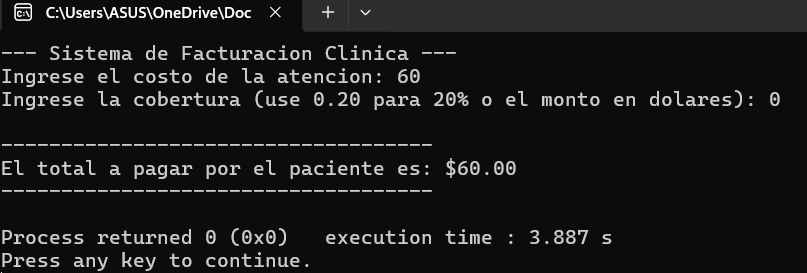 C:\Users\ASUS\OneDrive\Doc
--- Sistema de Facturacion Clinica ---
Ingrese el costo de la atencion: 60
Ingrese la cobertura (use 0.20 para 20% o el monto en dolares): 0
------------------------------------
El total a pagar por el paciente es: $60.00
------------------------------------
Process returned 0 (0x0)   execution time : 3.887 s
Press any key to continue.